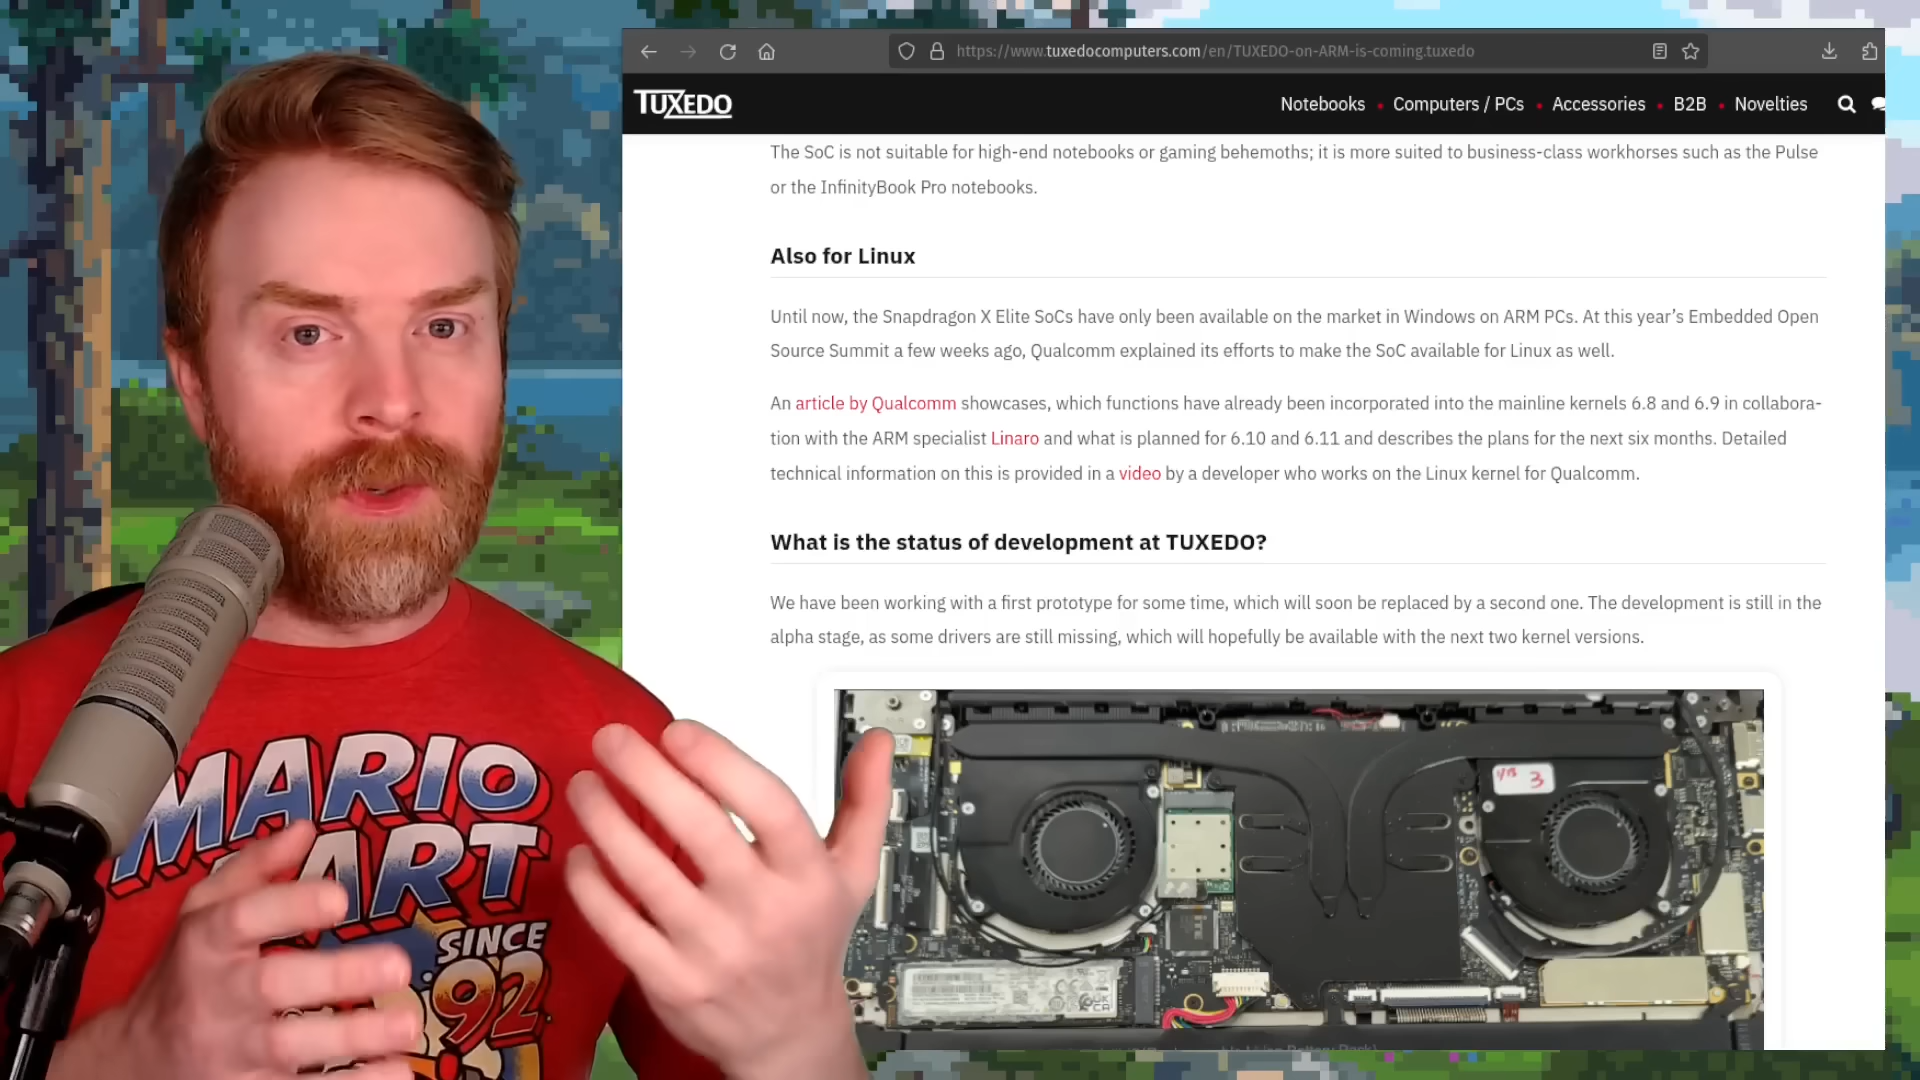 https://www.tuxedocomputers.com/en/TUXEDO-on-ARM-is-coming.tuxedo
TUXEDO
Notebooks • Computers / PCs • Accessories • B2B • Novelties
The SoC is not suitable for high-end notebooks or gaming behemoths; it is more suited to business-class workhorses such as the Pulse
or the InfinityBook Pro notebooks.
Also for Linux
Until now, the Snapdragon X Elite SoCs have only been available on the market in Windows on ARM PCs. At this year's Embedded Open
Source Summit a few weeks ago, Qualcomm explained its efforts to make the SoC available for Linux as well.
An article by Qualcomm showcases, which functions have already been incorporated into the mainline kernels 6.8 and 6.9 in collabora-
tion with the ARM specialist Linaro and what is planned for 6.10 and 6.11 and describes the plans for the next six months. Detailed
technical information on this is provided in a video by a developer who works on the Linux kernel for Qualcomm.
What is the status of development at TUXEDO?
We have been working with a first prototype for some time, which will soon be replaced by a second one. The development is still in the
alpha stage, as some drivers are still missing, which will hopefully be available with the next two kernel versions.
3
MARIO
KART
SINCE
92